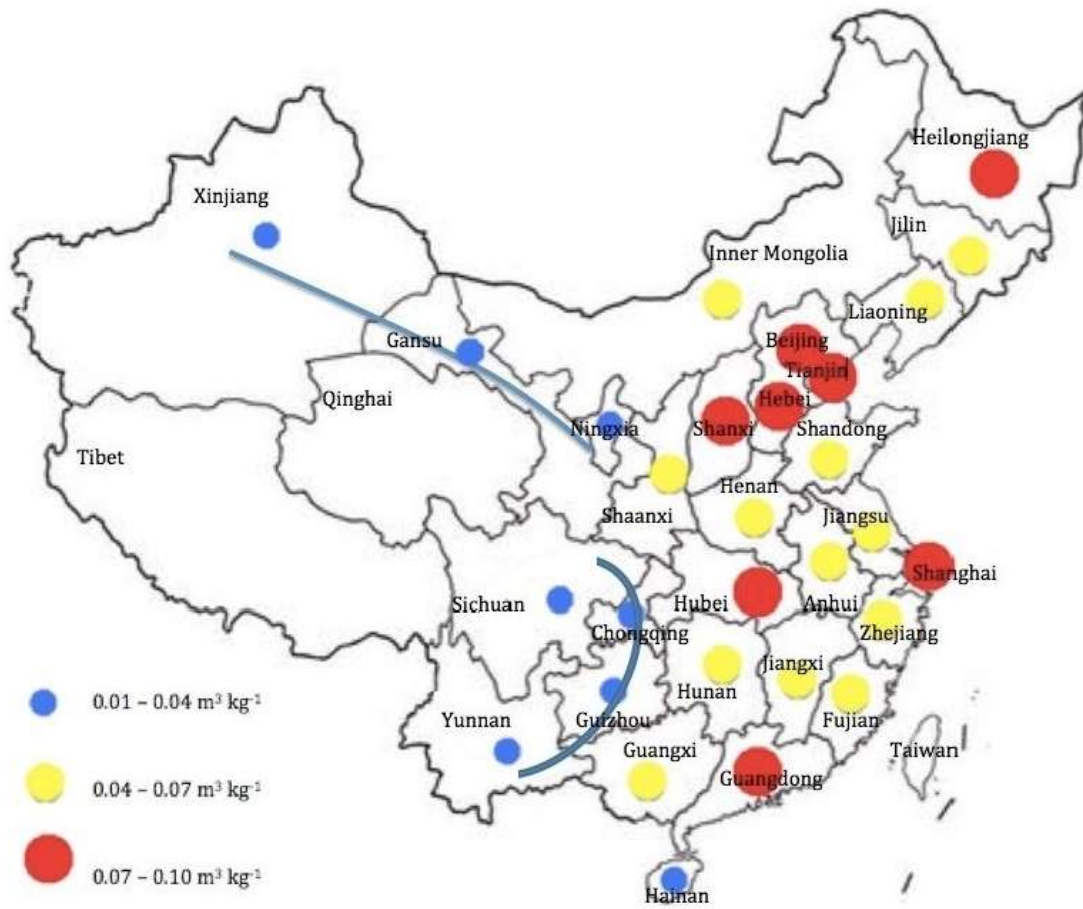 Heilongjiang
Xinjiang
Jilin
Inner Mongolia
Liaoning
Beijing
Gansu
Tianjin
Qinghai
Hebei
Ningxia
Shanxi
Shandong
Tibet
Henan
Shaanxi
Jiangsu
Shanghai
Sichuan
Hubei
Anhui
Chongqing
Zhejiang
Jiangxi
Hunan
0.01 – 0.04 m³ kg⁻¹
Yunnan
Guizhou
Fujian
Guangxi
Taiwan
Guangdong
0.04 – 0.07 m³ kg⁻¹
0.07 – 0.10 m³ kg⁻¹
Hainan